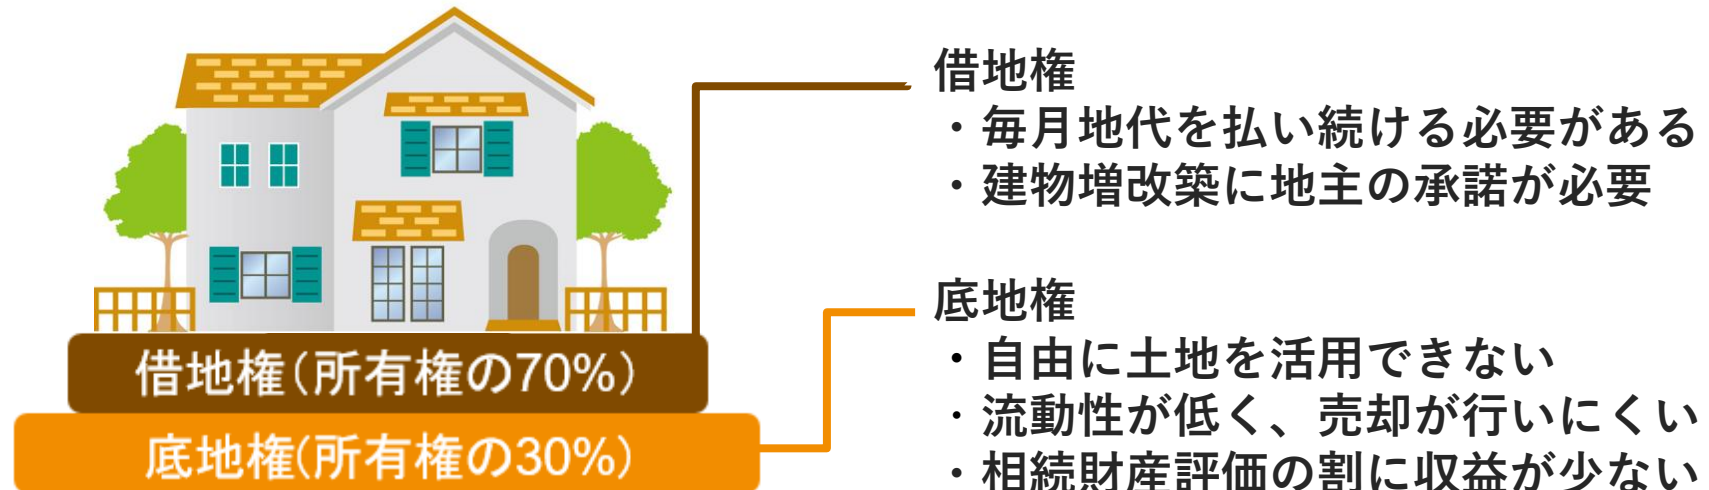 借地権
・毎月地代を払い続ける必要がある
・建物増改築に地主の承諾が必要
底地権
・自由に土地を活用できない
・流動性が低く、売却が行いにくい
・相続財産評価の割に収益が少ない
借地権(所有権の70%)
底地権(所有権の30%)